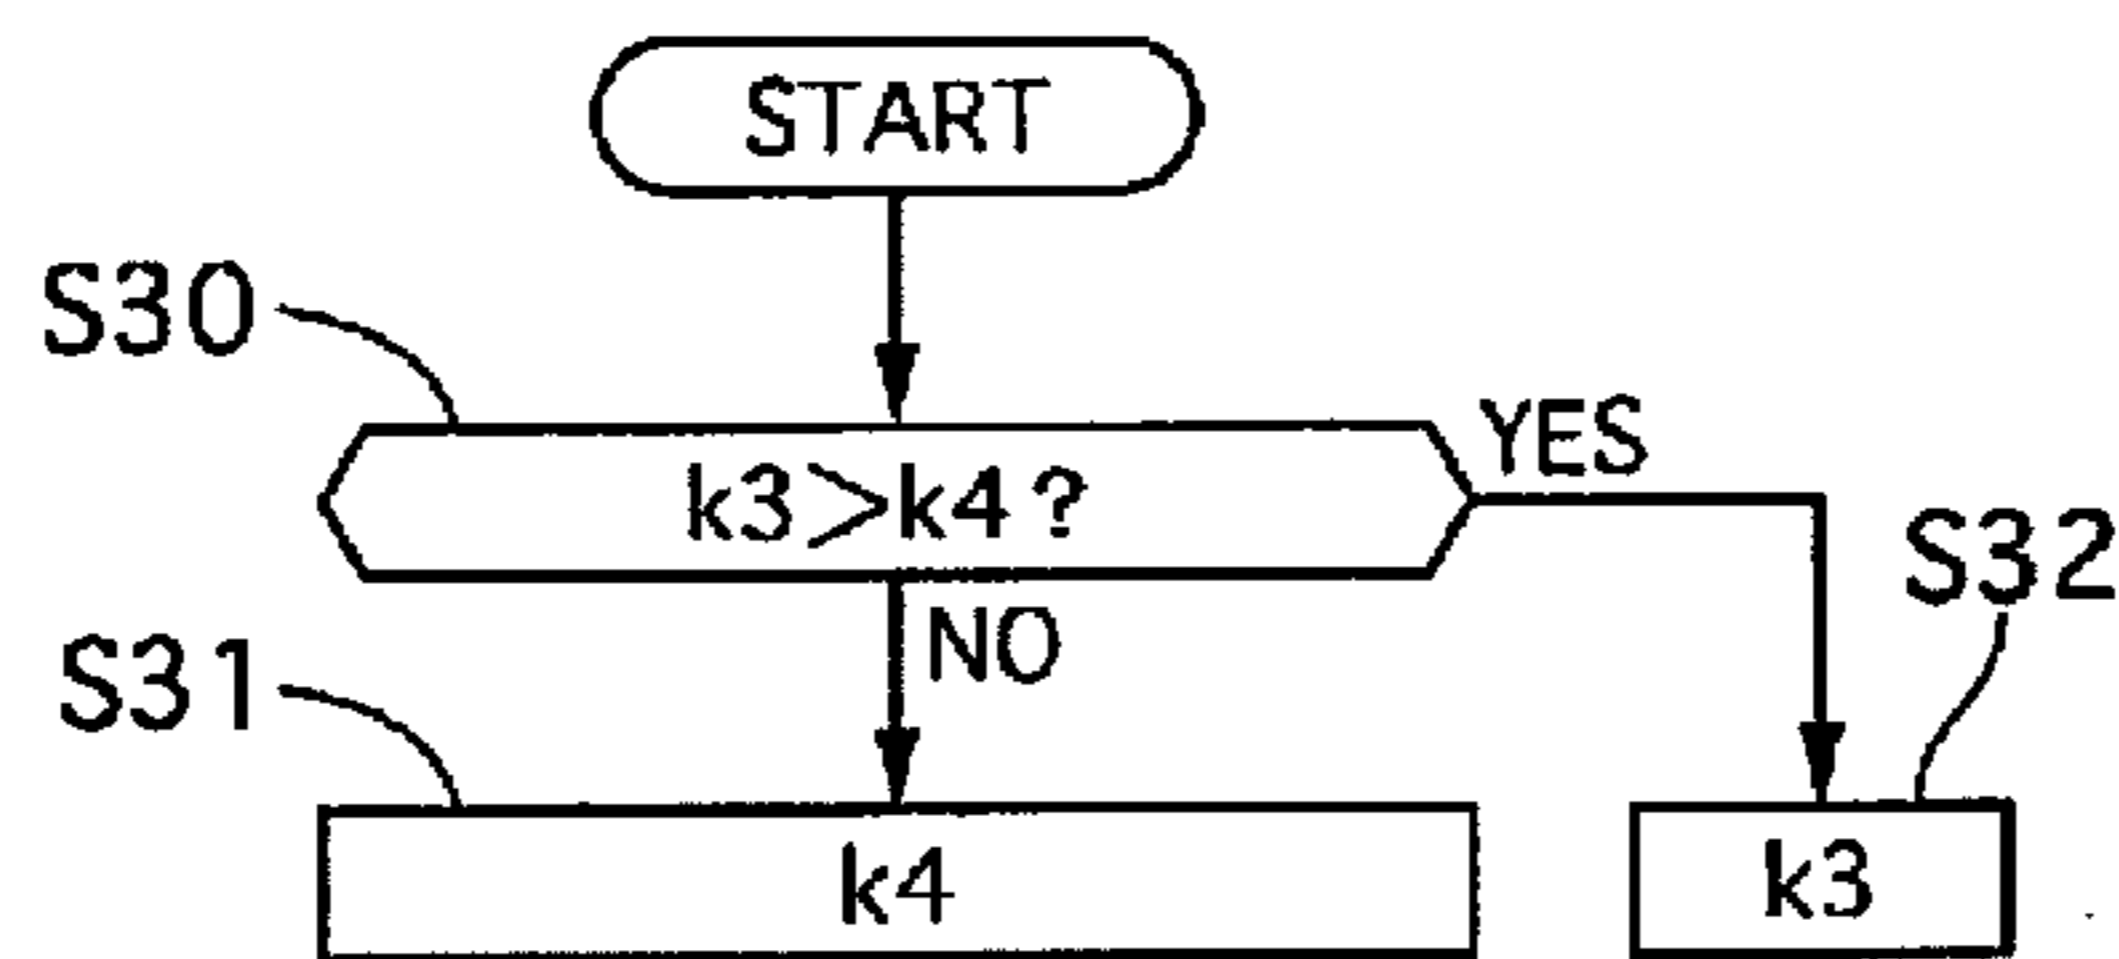 START
S30
k3>k4?
YES
S32
NO
S31
k4
k3